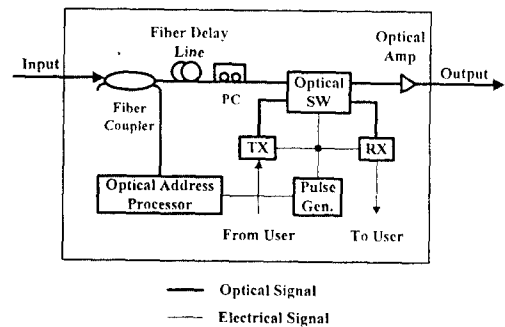 Fiber Delay
Line
Optical
Amp
Input
Output
PC
Optical
SW
Fiber
Coupler
TX
RX
Optical Address
Processor
Pulse
Gen.
From User
To User
Optical Signal
Electrical Signal